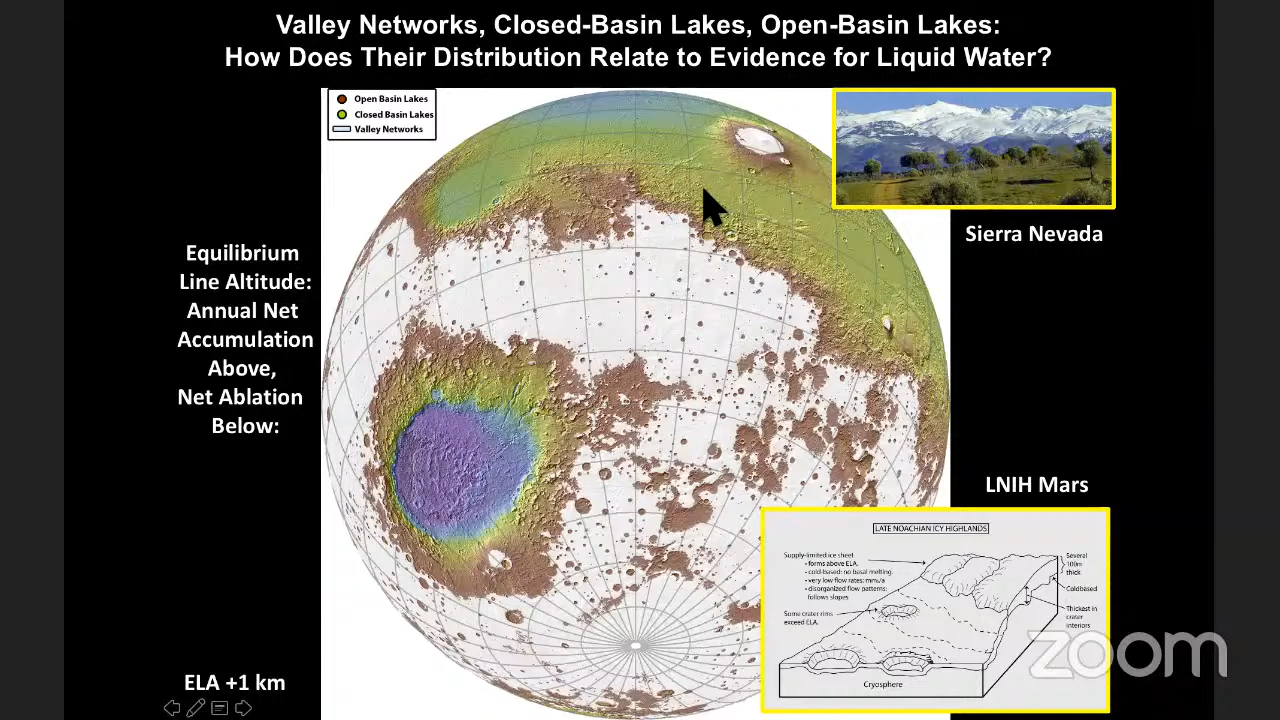 Valley Networks, Closed-Basin Lakes, Open-Basin Lakes:
How Does Their Distribution Relate to Evidence for Liquid Water?
Open Basin Lakes
Closed Basin Lakes
Valley Networks
Sierra Nevada
Equilibrium
Line Altitude:
Annual Net
Accumulation
Above,
Net Ablation
Below:
ELA +1 km
LNIH Mars
LATE NOACHIAN ICY HIGHLANDS
Supply-limited ice sheet
• forms above ELA.
• cold-based: no basal melting.
• very low flow rates: mms/a
• disorganized flow patterns:
follows slopes
Some crater rims
exceed ELA.
Several
100m
thick
Coldbased
Thickest in
crater
interiors
Cryosphere
zoom